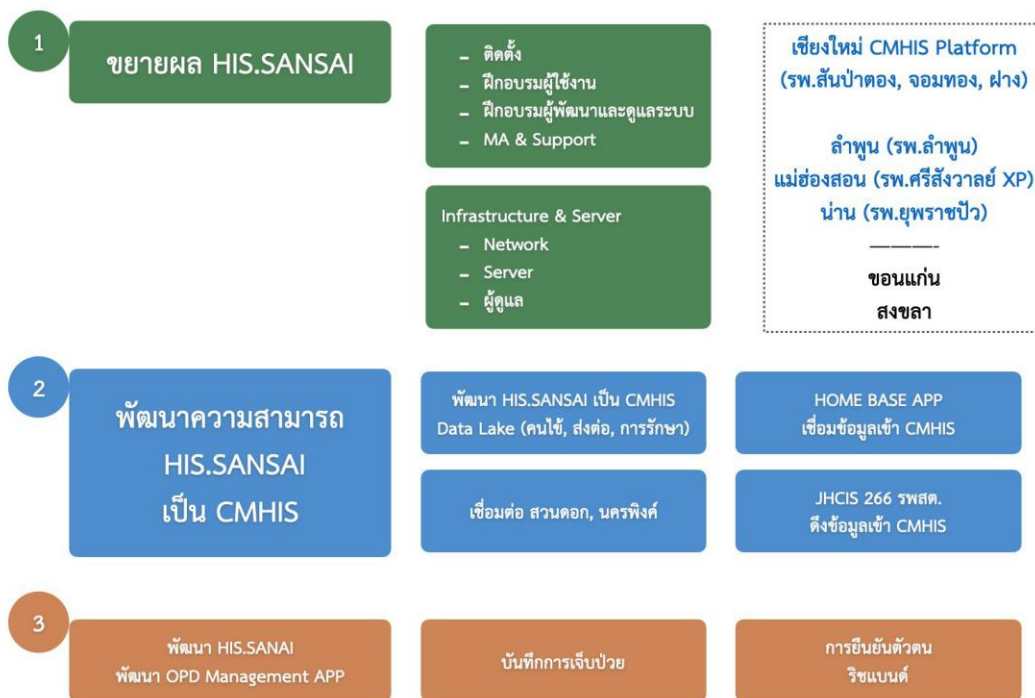 1
ขยายผล HIS.SANSAI
– ติดตั้ง
– ฝึกอบรมผู้ใช้งาน
– ฝึกอบรมผู้พัฒนาและดูแลระบบ
– MA & Support
Infrastructure & Server
– Network
– Server
– ผู้ดูแล
เชียงใหม่ CMHIS Platform
(รพ.สันป่าตอง, จอมทอง, ฝาง)
ลำพูน (รพ.ลำพูน)
แม่ฮ่องสอน (รพ.ศรีสังวาลย์ XP)
น่าน (รพ.ยุพราชปัว)
————-
ขอนแก่น
สงขลา
2
พัฒนาความสามารถ
HIS.SANSAI
เป็น CMHIS
พัฒนา HIS.SANSAI เป็น CMHIS
Data Lake (คนไข้, ส่งต่อ, การรักษา)
HOME BASE APP
เชื่อมข้อมูลเข้า CMHIS
เชื่อมต่อ สวนดอก, นครพิงค์
JHCIS 266 รพสต.
ดึงข้อมูลเข้า CMHIS
3
พัฒนา HIS.SANAI
พัฒนา OPD Management APP
บันทึกการเจ็บป่วย
การยืนยันตัวตน
ริชแบนด์